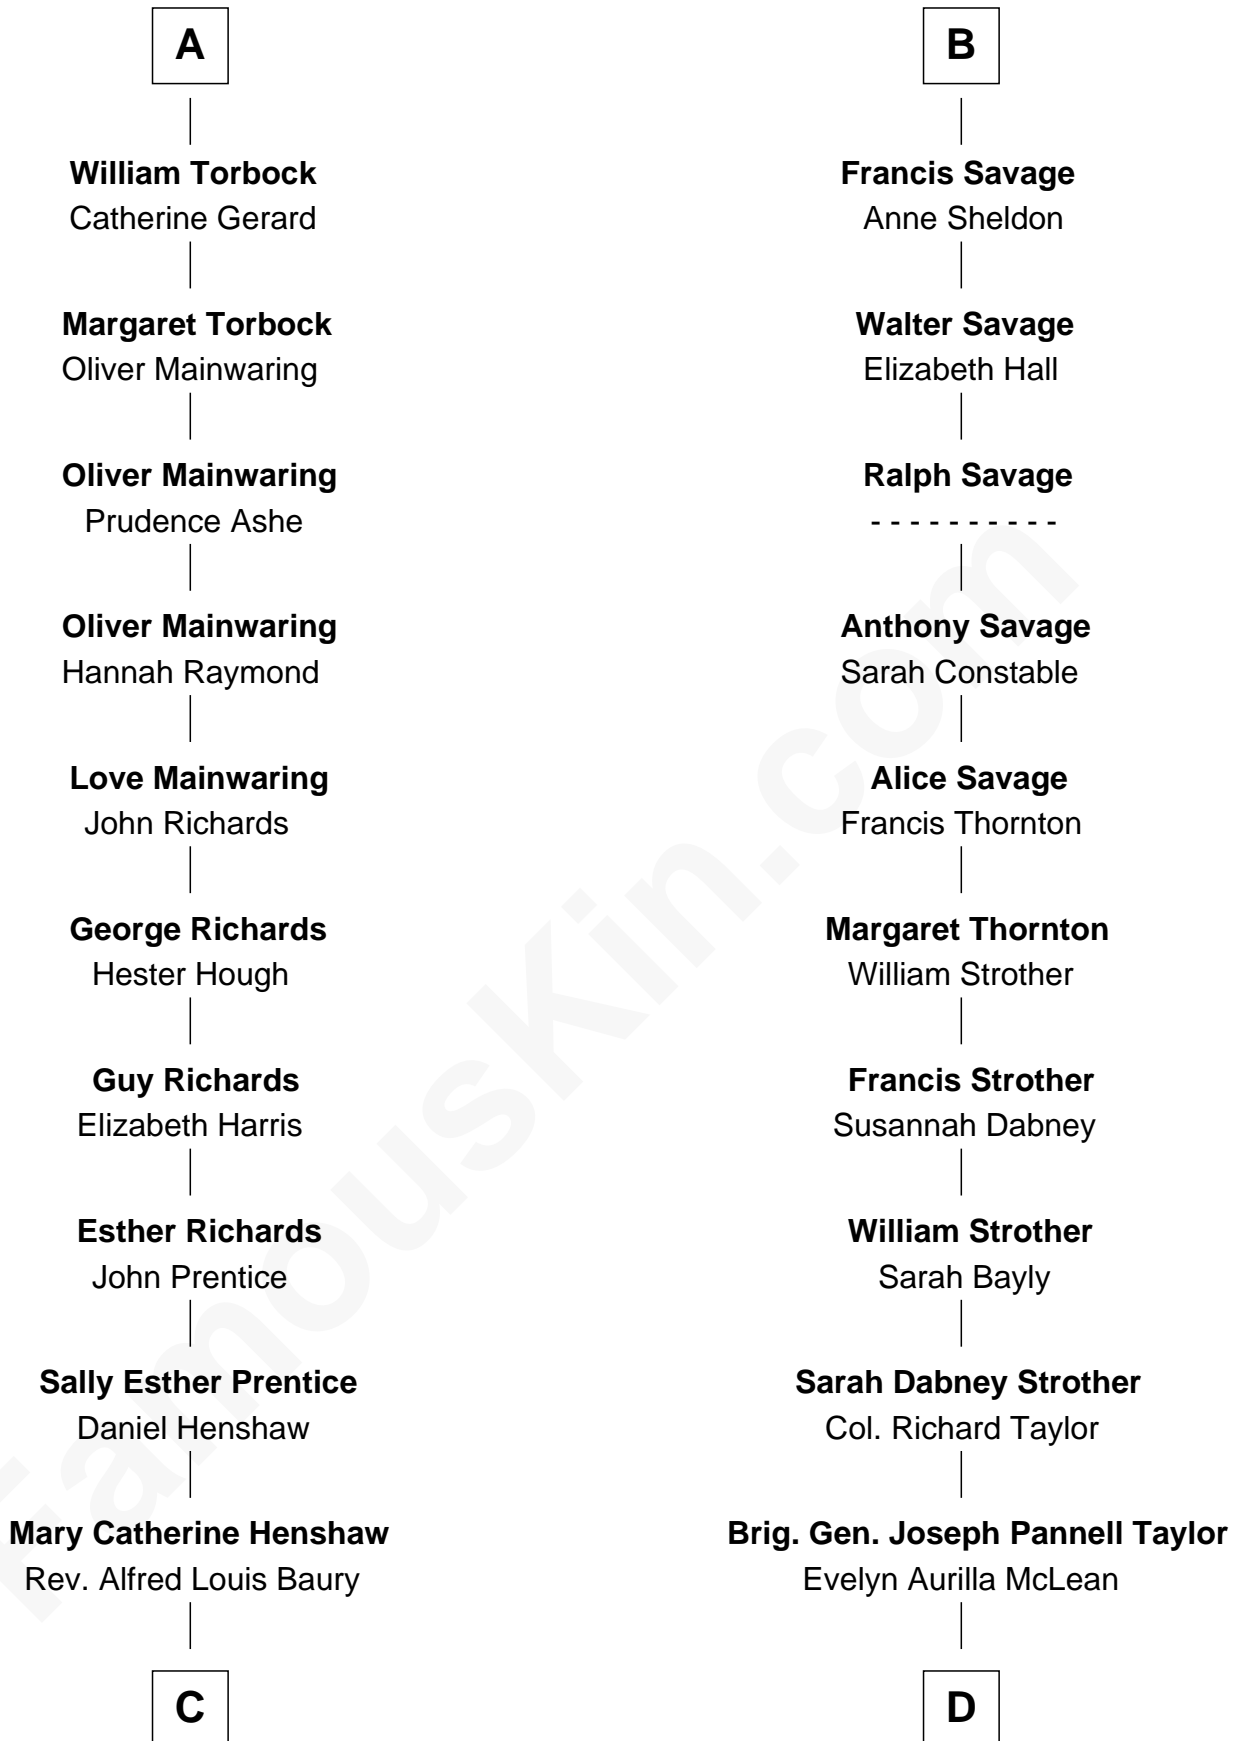 A
William Torbock
Catherine Gerard
Margaret Torbock
Oliver Mainwaring
Oliver Mainwaring
Prudence Ashe
Oliver Mainwaring
Hannah Raymond
Love Mainwaring
John Richards
George Richards
Hester Hough
Guy Richards
Elizabeth Harris
Esther Richards
John Prentice
Sally Esther Prentice
Daniel Henshaw
Mary Catherine Henshaw
Rev. Alfred Louis Baury
C
B
Francis Savage
Anne Sheldon
Walter Savage
Elizabeth Hall
Ralph Savage
- - - - - - - - - -
Anthony Savage
Sarah Constable
Alice Savage
Francis Thornton
Margaret Thornton
William Strother
Francis Strother
Susannah Dabney
William Strother
Sarah Bayly
Sarah Dabney Strother
Col. Richard Taylor
Brig. Gen. Joseph Pannell Taylor
Evelyn Aurilla McLean
D
FamousKin.com